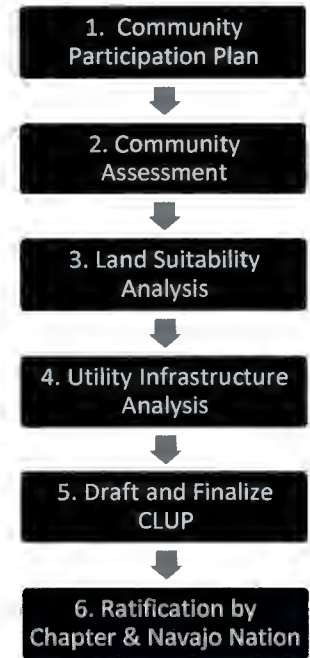 1. Community
Participation Plan
2. Community
Assessment
3. Land Suitability
Analysis
4. Utility Infrastructure
Analysis
5. Draft and Finalize
CLUP
6. Ratification by
Chapter & Navajo Nation